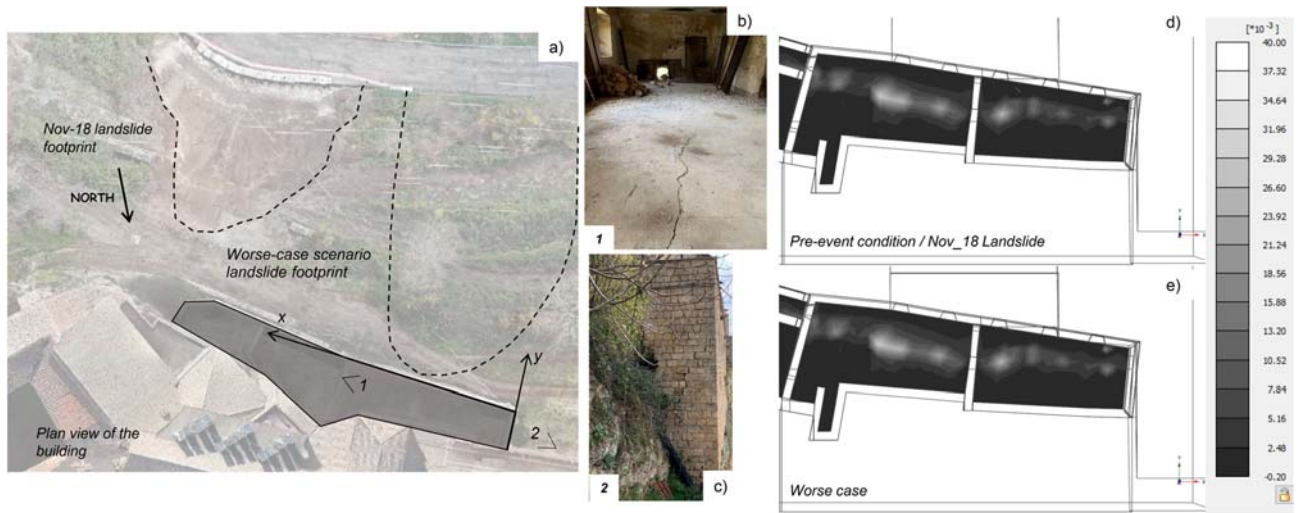 a)
Nov-18 landslide
footprint
NORTH
Worse-case scenario
landslide footprint
x
y
1
2
Plan view of the
building
b)
1
2
c)
d)
Pre-event condition / Nov_18 Landslide
e)
Worse case
[*10⁻³]
40.00
37.32
34.64
31.96
29.28
26.60
23.92
21.24
18.56
15.88
13.20
10.52
7.84
5.16
2.48
-0.20